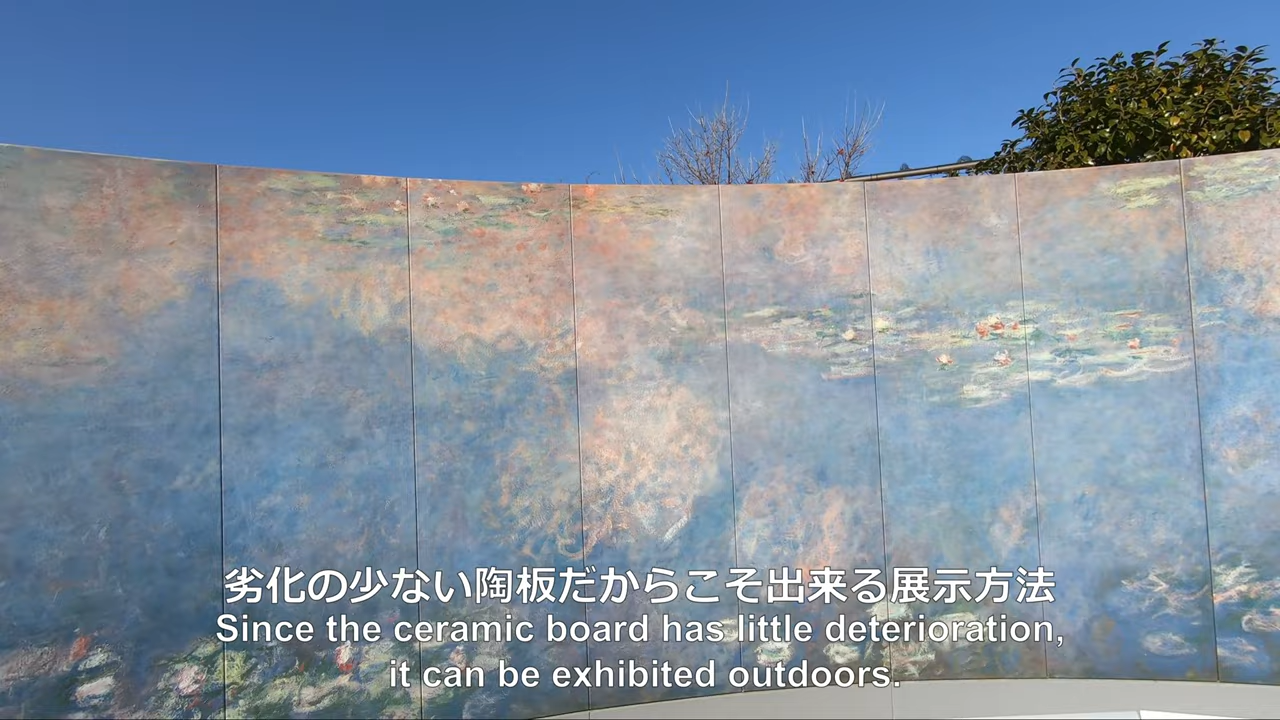 劣化の少ない陶板だからこそ出来る展示方法
Since the ceramic board has little deterioration,
it can be exhibited outdoors.